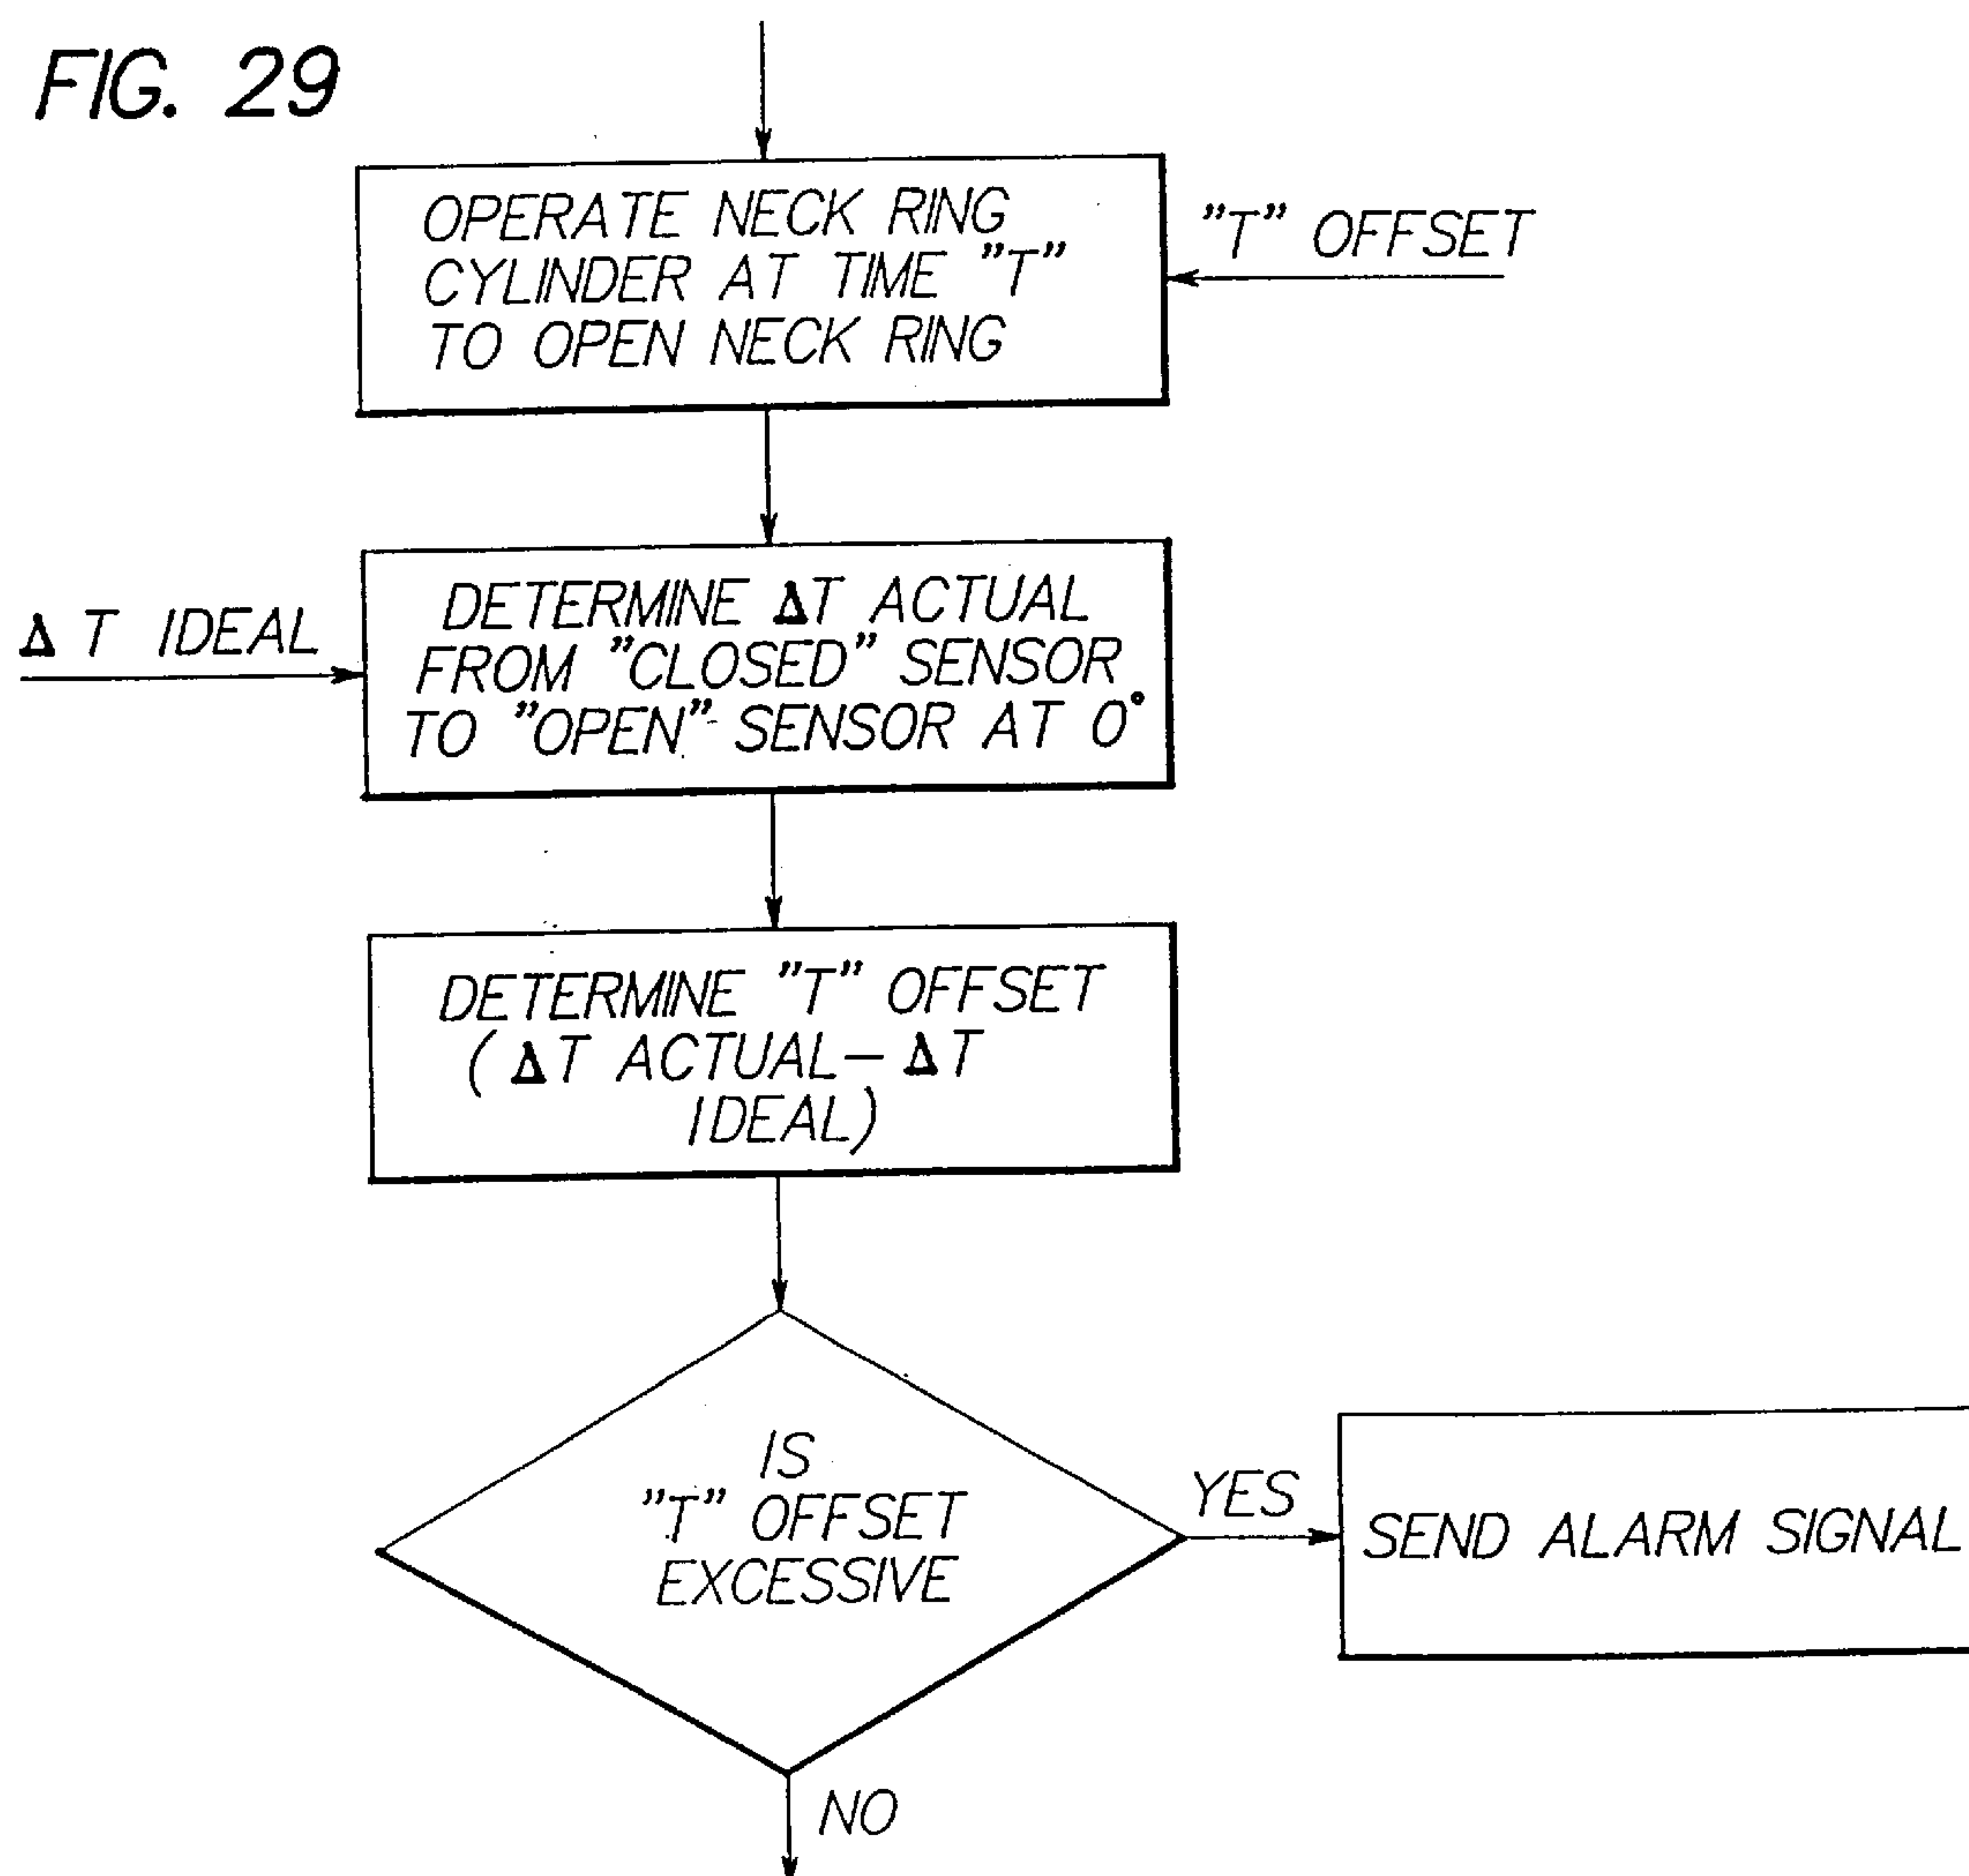 FIG. 29
OPERATE NECK RING
CYLINDER AT TIME "T"
TO OPEN NECK RING
"T" OFFSET
Δ T IDEAL
DETERMINE ΔT ACTUAL
FROM "CLOSED" SENSOR
TO "OPEN" SENSOR AT 0°
DETERMINE "T" OFFSET
( ΔT ACTUAL– ΔT
IDEAL)
IS
"T" OFFSET
EXCESSIVE
YES
SEND ALARM SIGNAL
NO